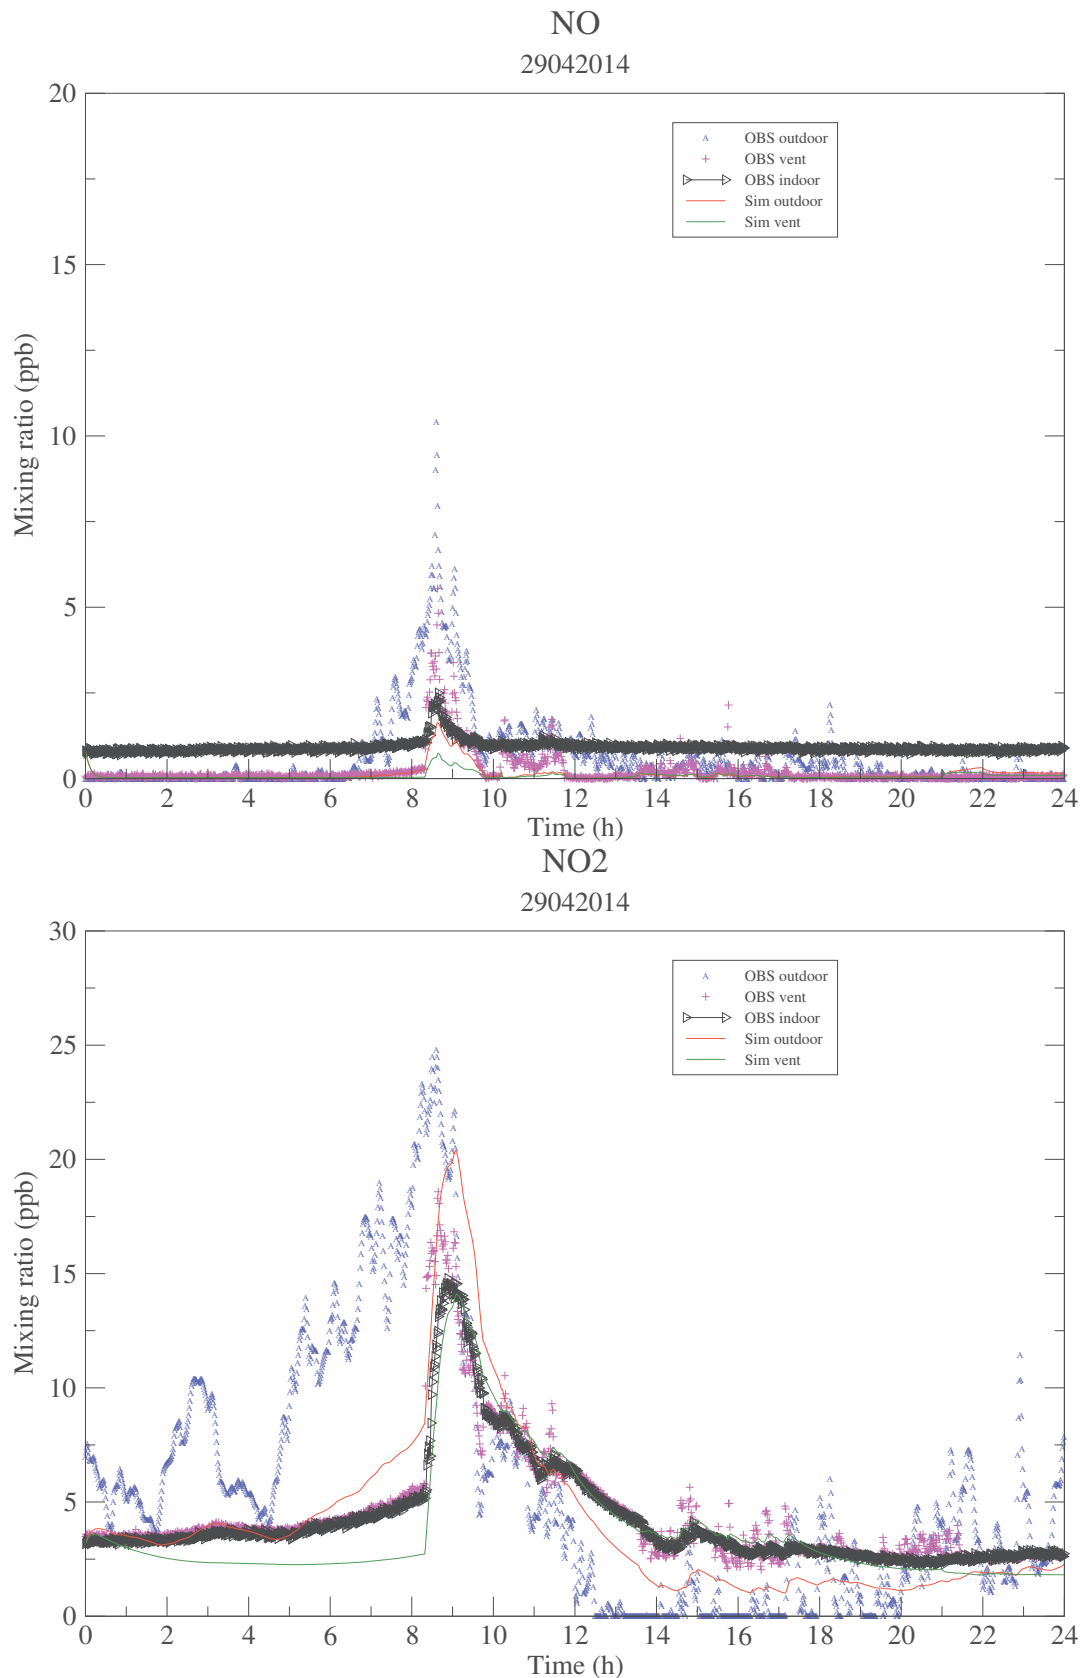 NO
29042014
20
15
10
5
0
Mixing ratio (ppb)
OBS outdoor
OBS vent
OBS indoor
Sim outdoor
Sim vent
0 2 4 6 8 10 12 14 16 18 20 22 24
Time (h)
NO2
29042014
30
25
20
15
10
5
0
Mixing ratio (ppb)
OBS outdoor
OBS vent
OBS indoor
Sim outdoor
Sim vent
0 2 4 6 8 10 12 14 16 18 20 22 24
Time (h)